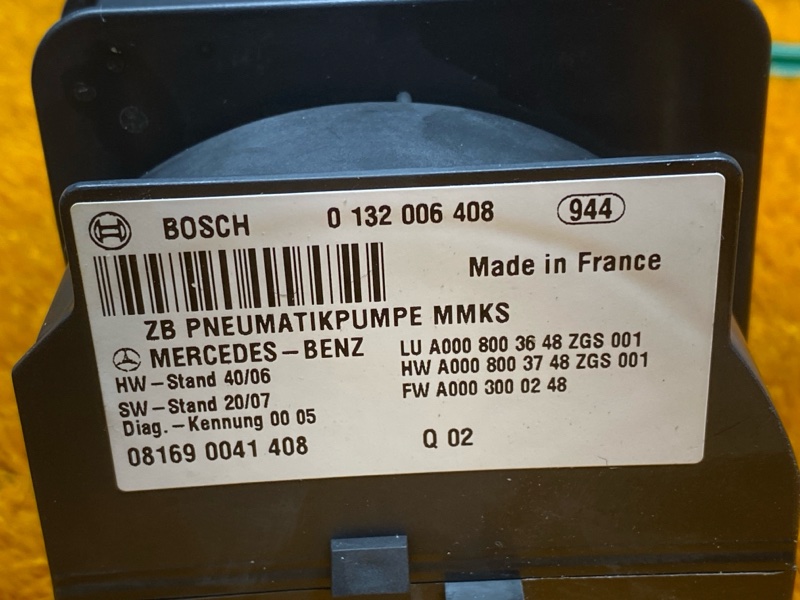 BOSCH 0 132 006 408 944
Made in France
ZB PNEUMATIKPUMPE MMKS
MERCEDES-BENZ LU A000 800 36 48 ZGS 001
HW A000 800 37 48 ZGS 001
HW-Stand 40/06 FW A000 300 02 48
SW-Stand 20/07
Diag.-Kennung 00 05
08169 0041 408 Q 02